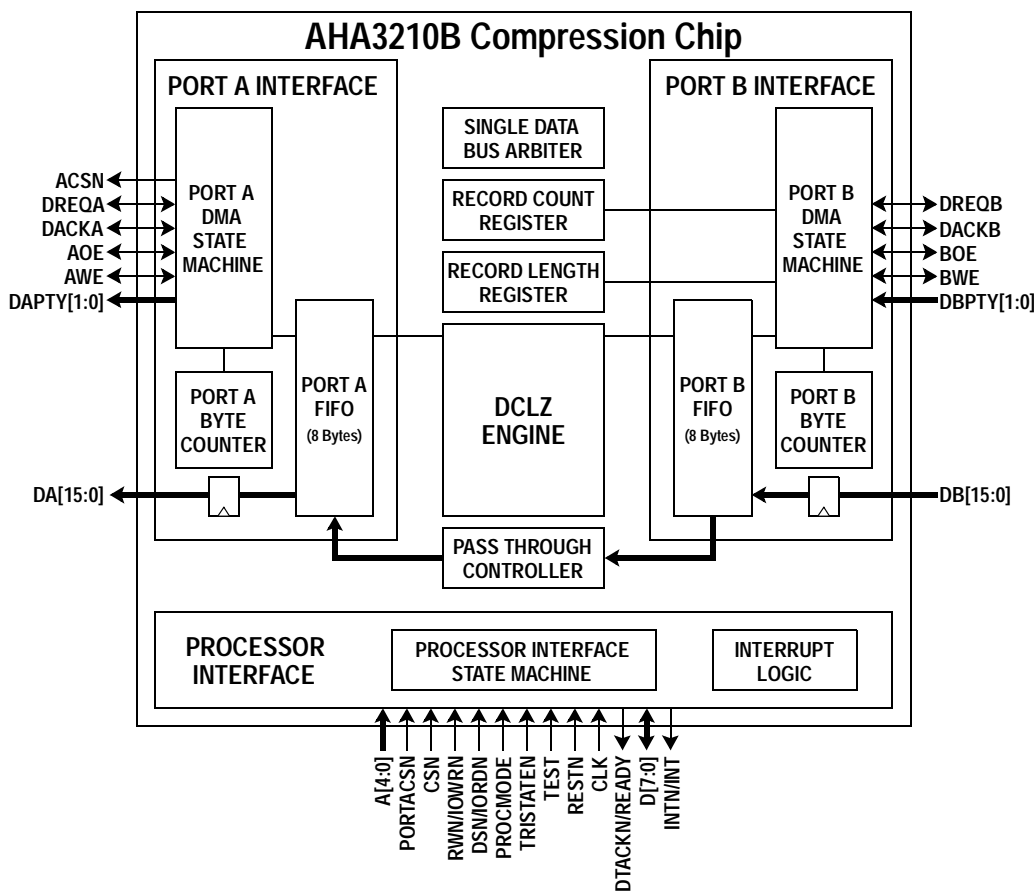 AHA3210B Compression Chip
PORT A INTERFACE
PORT B INTERFACE
SINGLE DATA
BUS ARBITER
PORT A
DMA
STATE
MACHINE
RECORD COUNT
REGISTER
PORT B
DMA
STATE
MACHINE
ACSN
DREQA
DACKA
AOE
AWE
DAPTY[1:0]
DREQB
DACKB
BOE
BWE
DBPTY[1:0]
RECORD LENGTH
REGISTER
PORT A
BYTE
COUNTER
PORT A
FIFO
(8 Bytes)
DCLZ
ENGINE
PORT B
FIFO
(8 Bytes)
PORT B
BYTE
COUNTER
DA[15:0]
DB[15:0]
PASS THROUGH
CONTROLLER
PROCESSOR
INTERFACE
PROCESSOR INTERFACE
STATE MACHINE
INTERRUPT
LOGIC
A[4:0]
PORTACSN
CSN
RWN/IOWRN
DSN/IORDN
PROCMODE
TRISTATEN
TEST
RESTN
CLK
DTACKN/READY
D[7:0]
INTN/INT